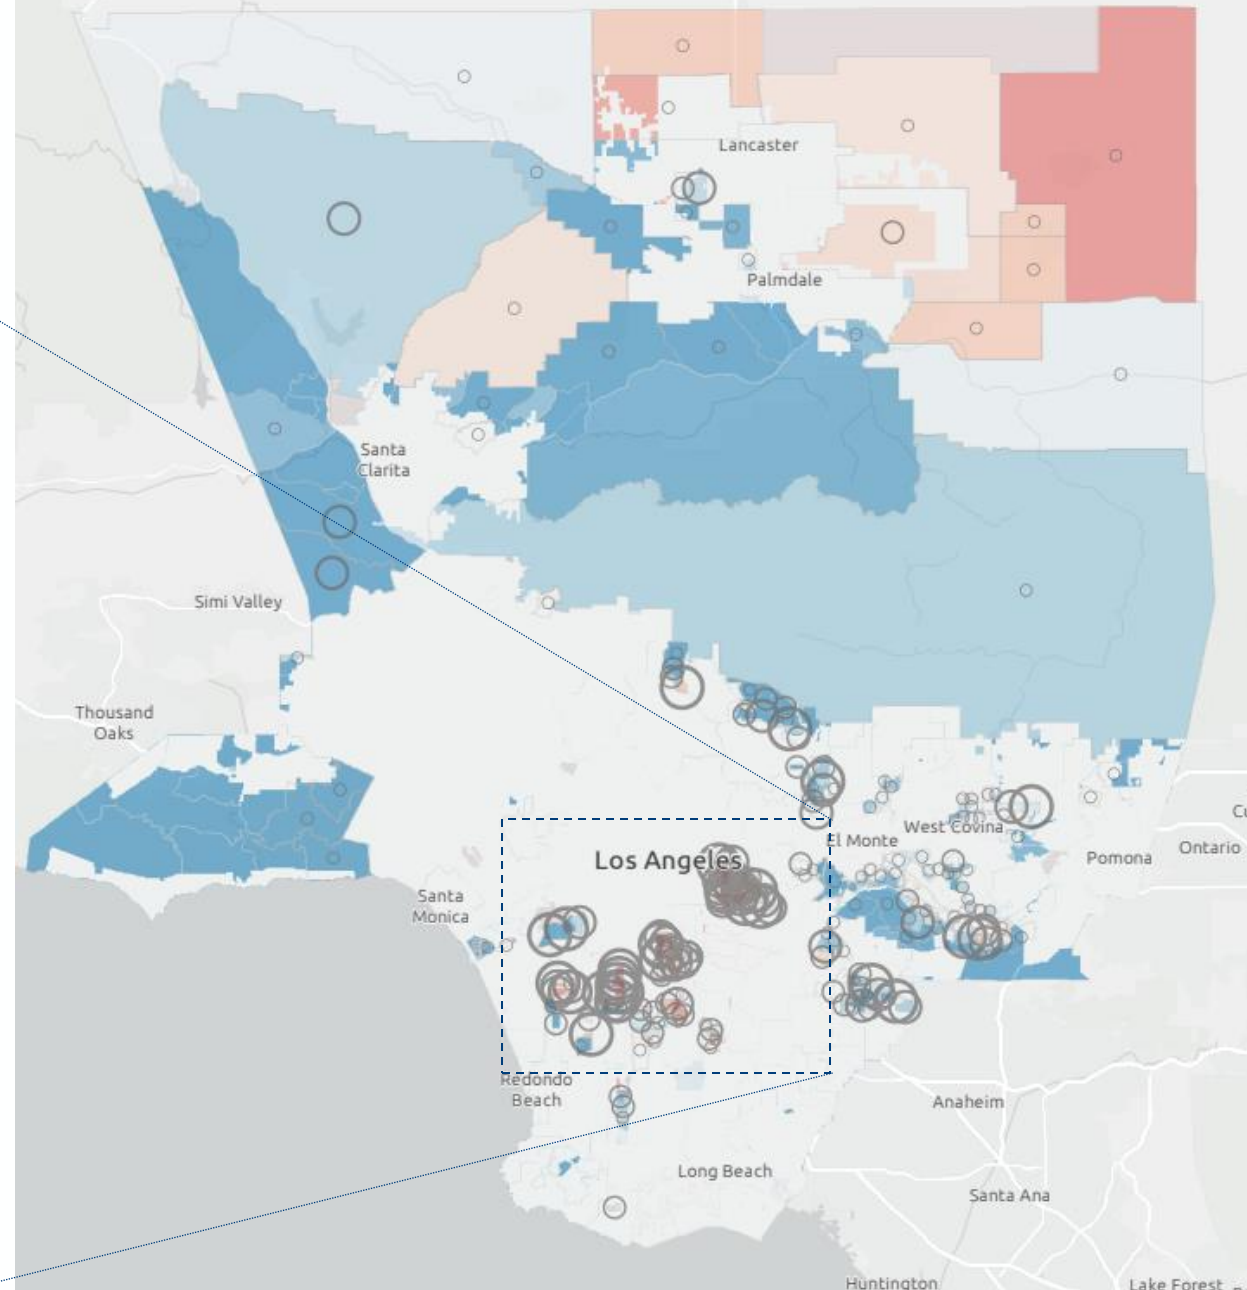 Lancaster
Palmdale
Santa
Clarita
Simi Valley
Thousand
Oaks
El Monte
West Covina
Pomona
Ontario
Los Angeles
Santa
Monica
Redondo
Beach
Anaheim
Long Beach
Santa Ana
Huntington
Lake Forest